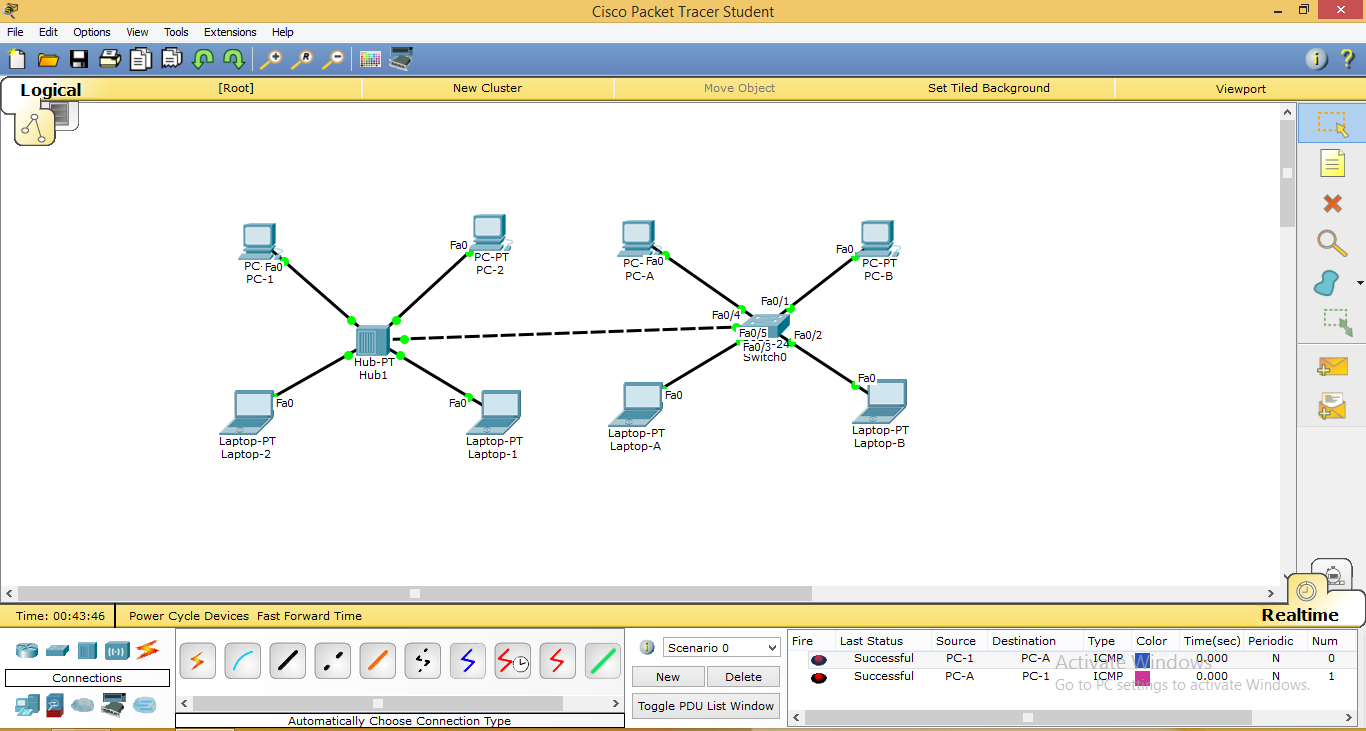 Cisco Packet Tracer Student
File Edit Options View Tools Extensions Help
Logical [Root] New Cluster Move Object Set Tiled Background Viewport
PC- Fa0
PC-1
Fa0
PC-PT
PC-2
PC- Fa0
PC-A
Fa0
PC-PT
PC-B
Fa0/1
Fa0/4
Fa0/5
Fa0/2
Fa0/3
-24
Switch0
Hub-PT
Hub1
Fa0
Laptop-PT
Laptop-2
Fa0
Laptop-PT
Laptop-1
Fa0
Laptop-PT
Laptop-A
Fa0
Laptop-PT
Laptop-B
Time: 00:43:46 Power Cycle Devices Fast Forward Time Realtime
Connections
Automatically Choose Connection Type
Scenario 0
New Delete
Toggle PDU List Window
Fire Last Status Source Destination Type Color Time(sec) Periodic Num
Successful PC-1 PC-A ICMP 0.000 N 0
Successful PC-A PC-1 ICMP 0.000 N 1
Activate Windows
Go to PC settings to activate Windows.